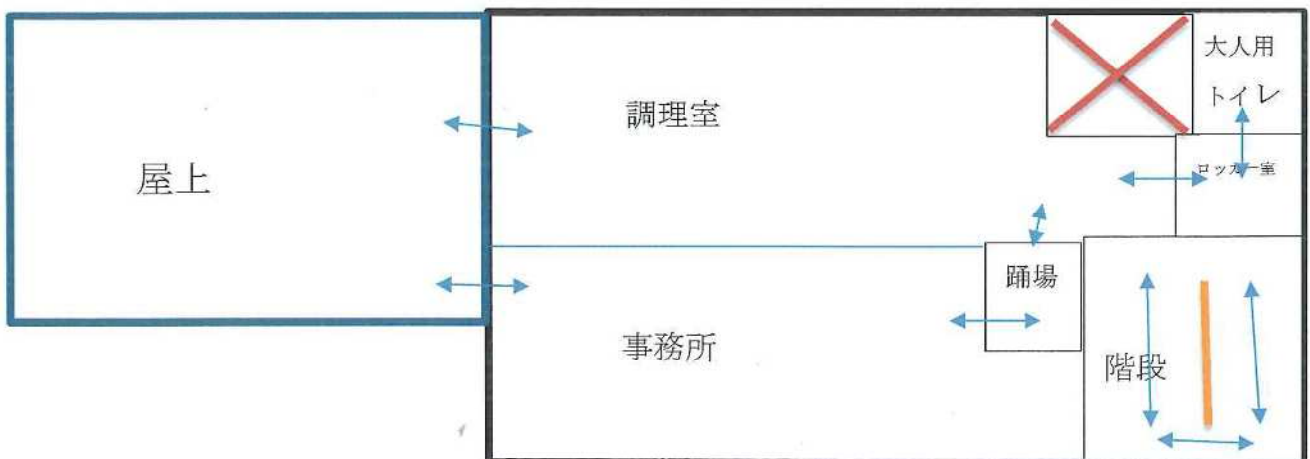 大人用
トイレ
調理室
屋上
ロッカー室
踊場
事務所
階段